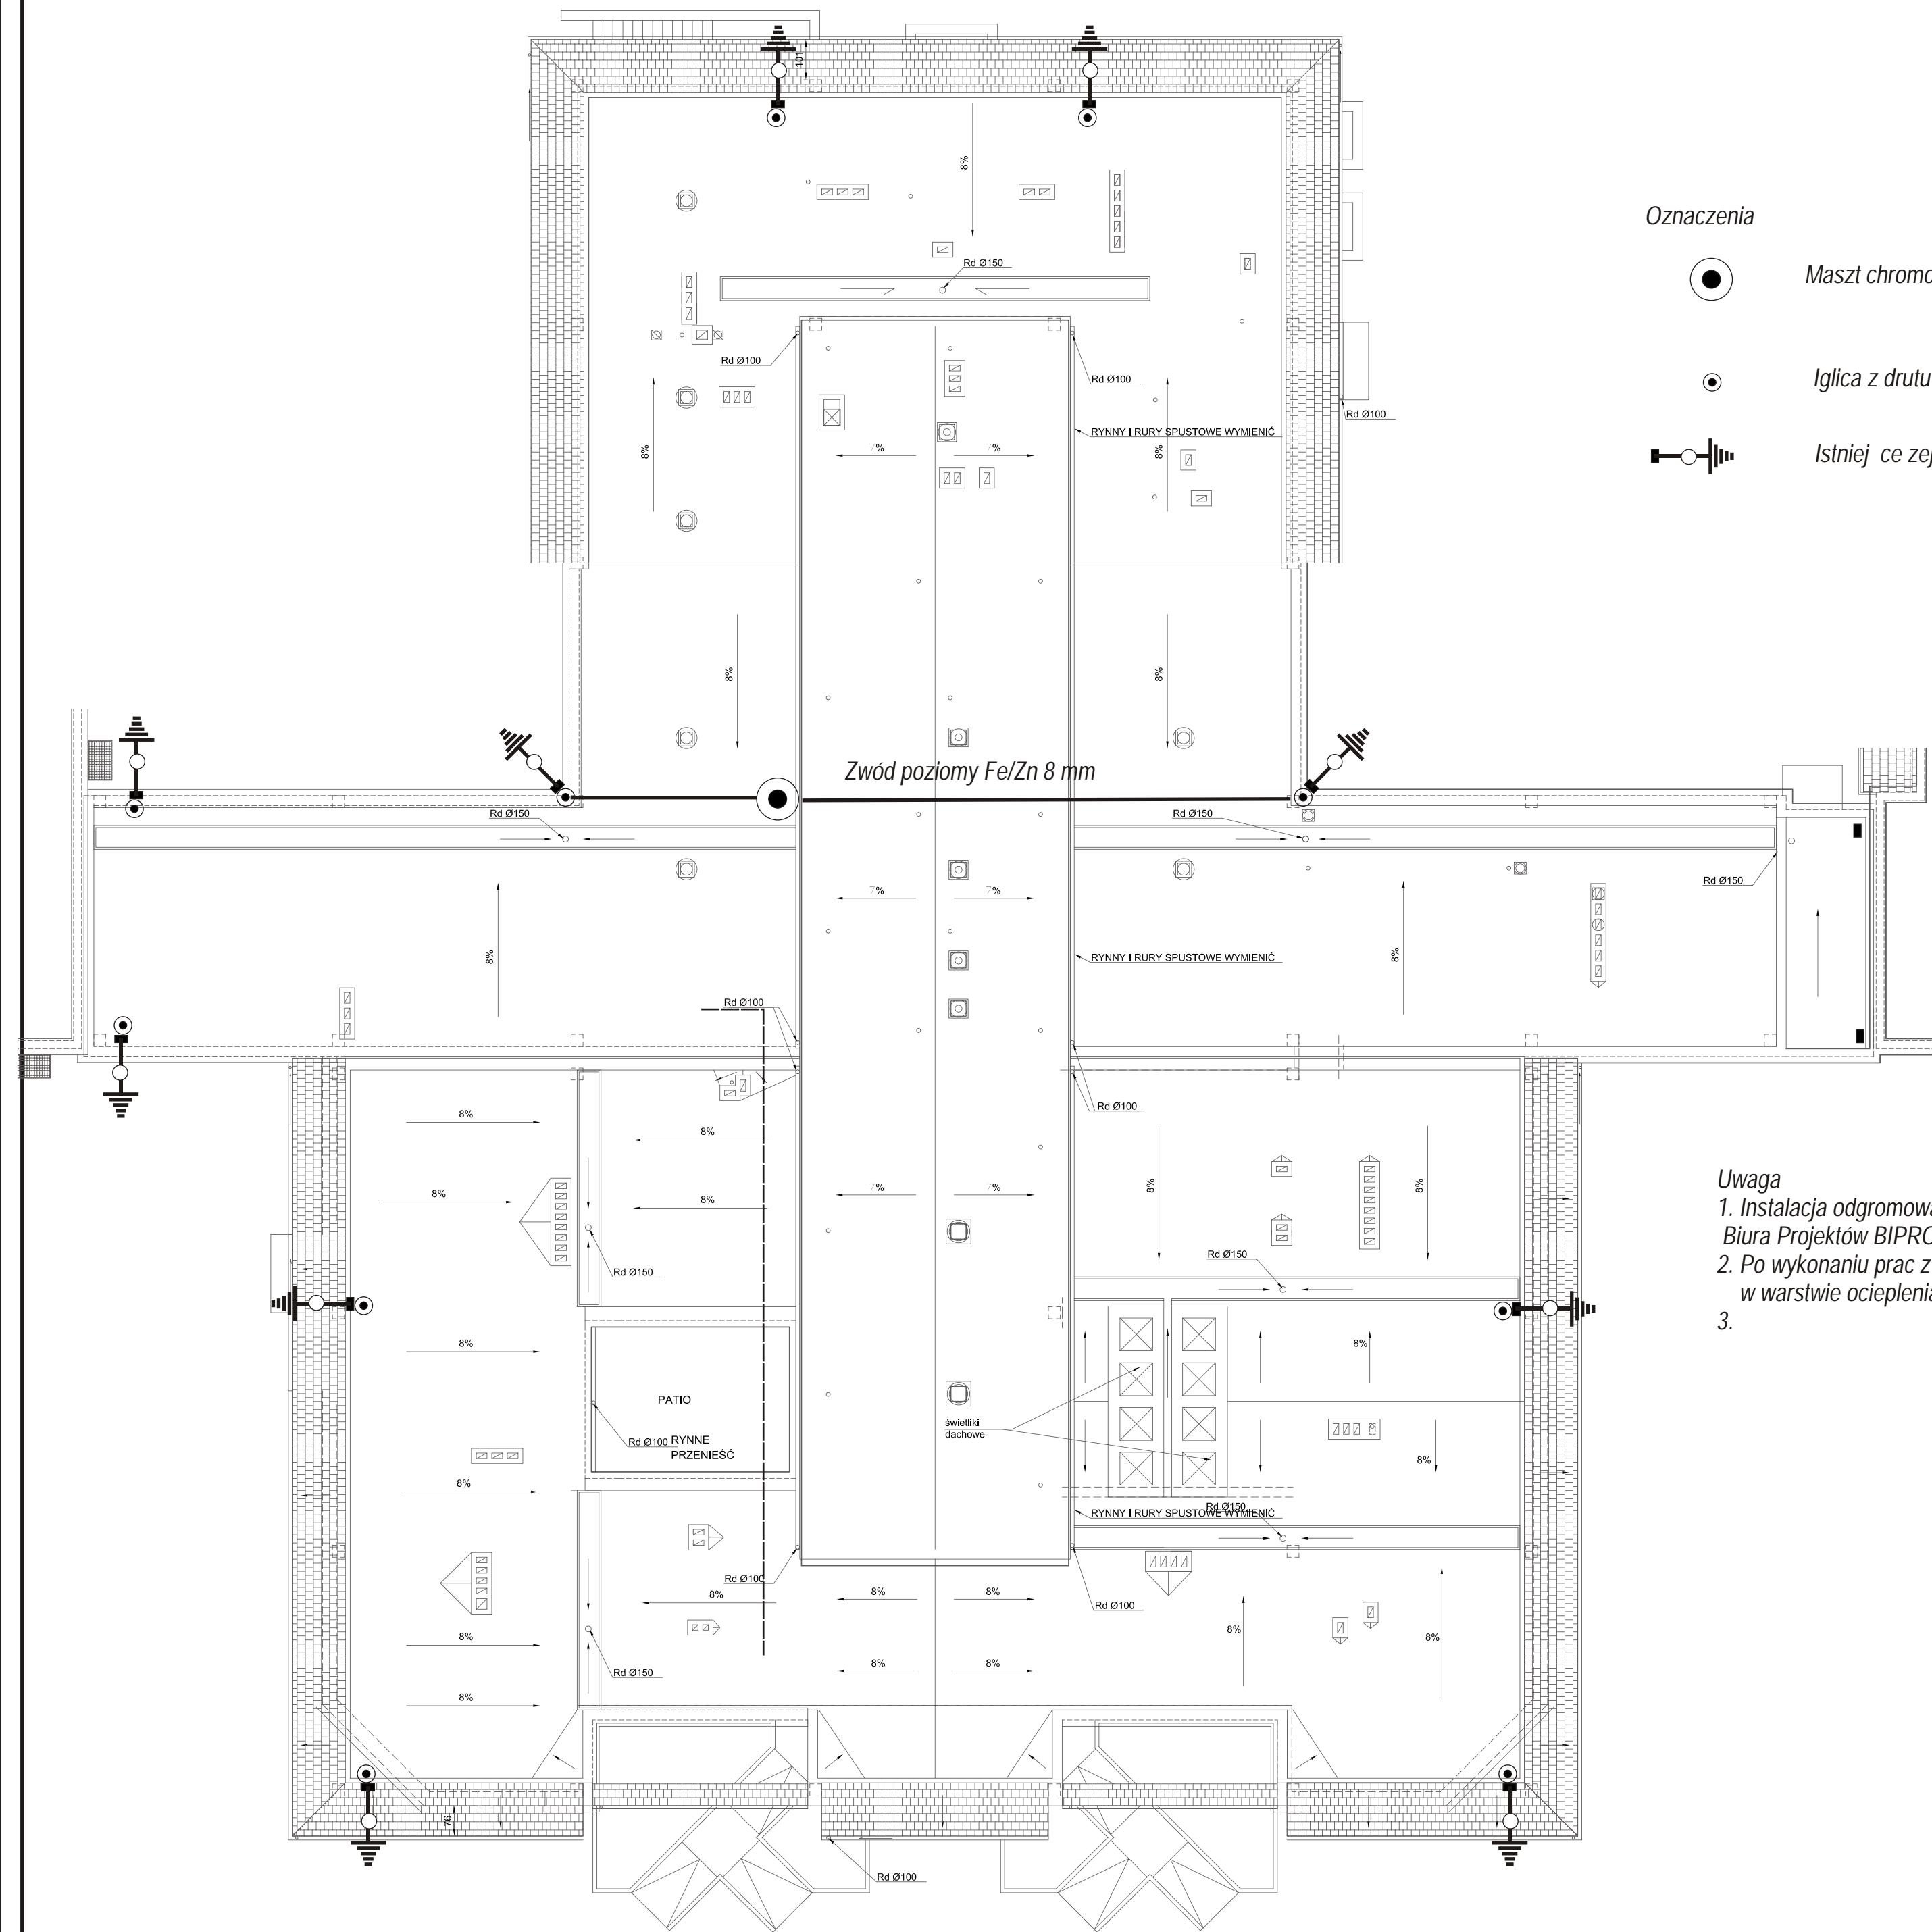 101
8%
Oznaczenia
Rd Ø150
Maszt
Rd Ø100
Rd Ø100
Iglica z drutu
Rd Ø100
8%
RYNNY I RURY SPUSTOWE WYMIENIĆ
7%
7%
8%
Istniej ce
8%
8%
Zwód poziomy Fe/Zn 8 mm
Rd Ø150
Rd Ø150
Rd Ø150
7%
7%
8%
8%
RYNNY I RURY SPUSTOWE WYMIENIĆ
Rd Ø100
Rd Ø100
8%
8%
8%
8%
7%
7%
8%
8%
8%
Uwaga
1. Instalacja
Biura Projektów
2. Po wykonaniu prac z
w warstwie
3.
Rd Ø150
Rd Ø150
8%
8%
PATIO
świetliki
dachowe
Rd Ø100 RYNNE
PRZENIEŚĆ
8%
8%
Rd Ø150
RYNNY I RURY SPUSTOWE WYMIENIĆ
Rd Ø100
8%
8%
8%
Rd Ø100
8%
8%
8%
8%
8%
Rd Ø150
8%
76
Rd Ø100